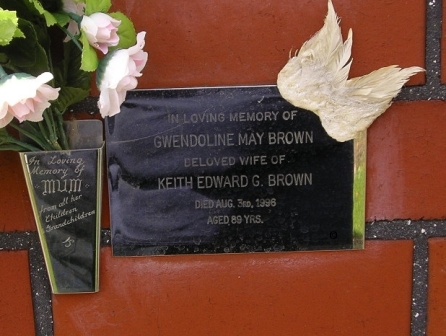 IN LOVING MEMORY OF
GWENDOLINE MAY BROWN
BELOVED WIFE OF
KEITH EDWARD G. BROWN
DIED AUG. 3RD, 1996
AGED 89 YRS.
In Loving
Memory of
MUM
from all her
Children
Grandchildren
&